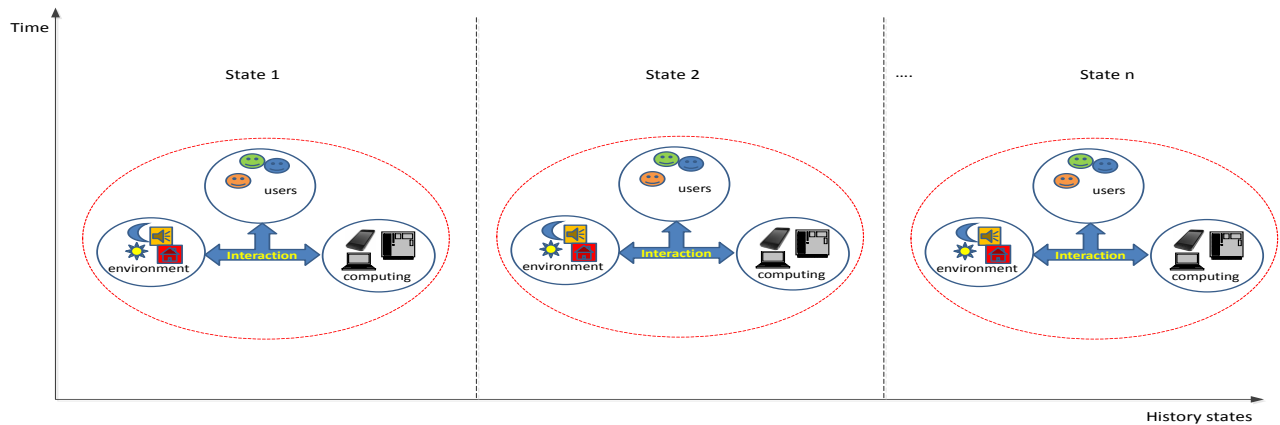 Time
State 1
State 2
....
State n
users
users
users
environment
Interaction
computing
environment
Interaction
computing
environment
Interaction
computing
History states